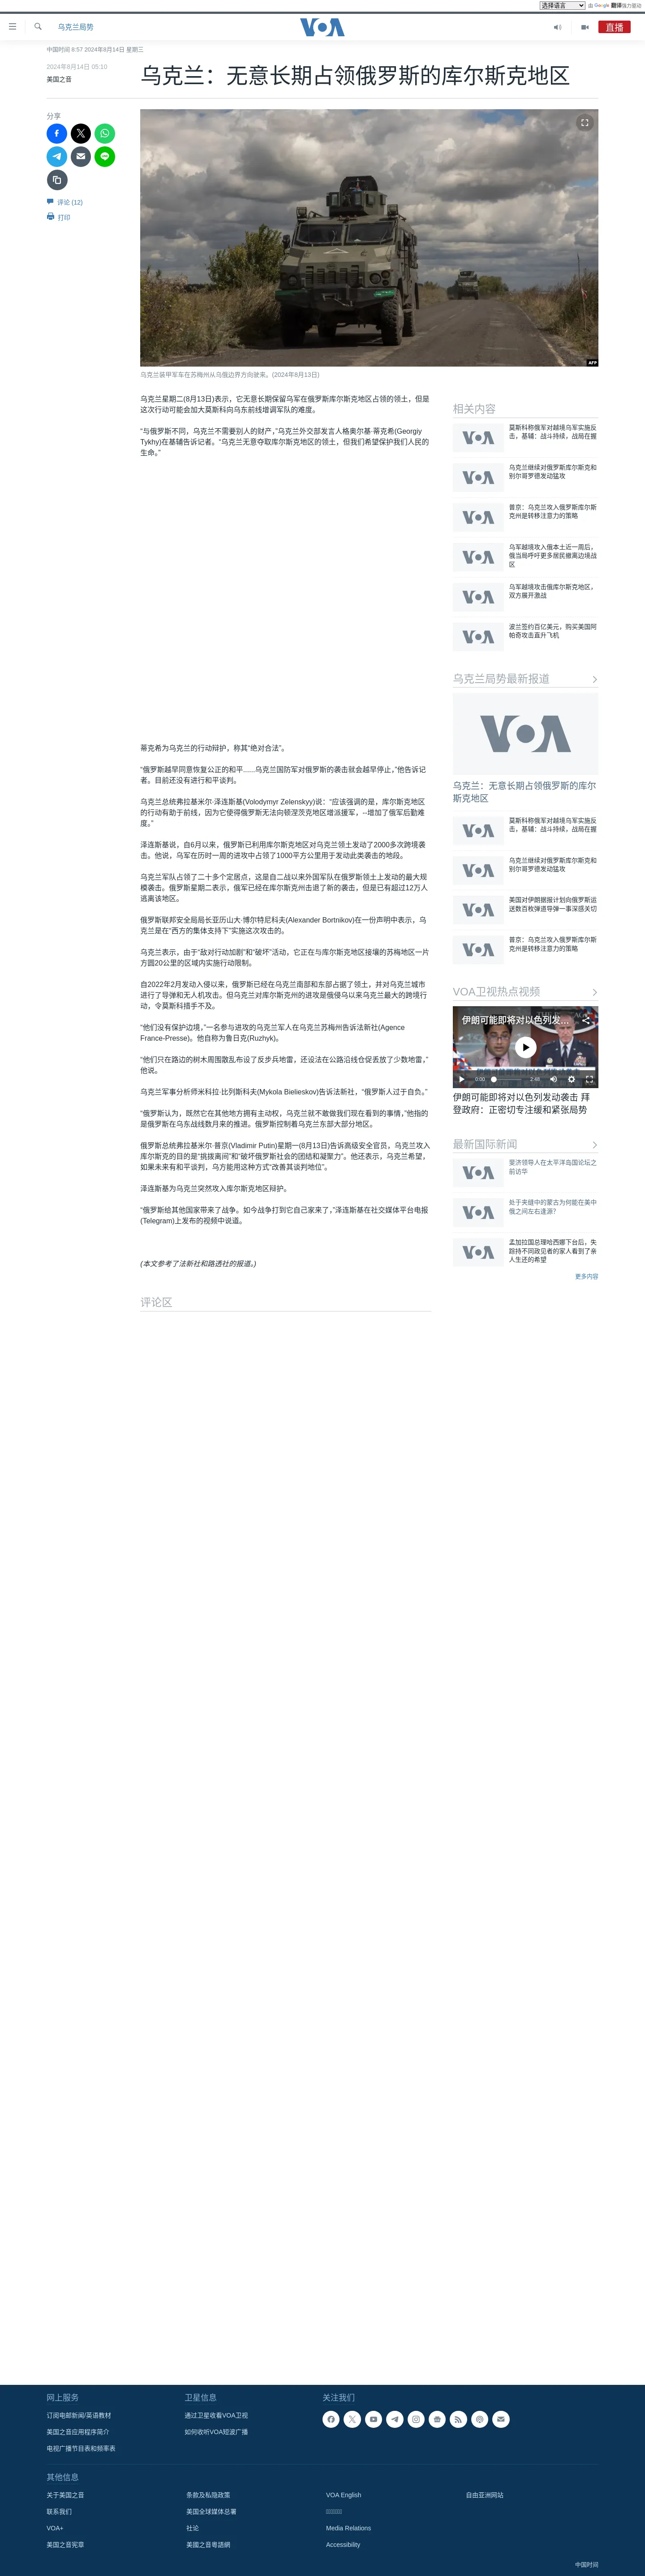 选择语言 由 Google 翻译强力驱动
乌克兰局势
VOA
直播
中国时间 8:57 2024年8月14日 星期三
2024年8月14日 05:10
美国之音
乌克兰：无意长期占领俄罗斯的库尔斯克地区
分享
评论 (12)
打印
AFP
乌克兰装甲军车在苏梅州从乌俄边界方向驶来。(2024年8月13日)
乌克兰星期二(8月13日)表示，它无意长期保留乌军在俄罗斯库尔斯克地区占领的领土，但是
这次行动可能会加大莫斯科向乌东前线增调军队的难度。
“与俄罗斯不同，乌克兰不需要别人的财产，”乌克兰外交部发言人格奥尔基·蒂克希(Georgiy
Tykhy)在基辅告诉记者。“乌克兰无意夺取库尔斯克地区的领土，但我们希望保护我们人民的
生命。”
蒂克希为乌克兰的行动辩护，称其“绝对合法”。
“俄罗斯越早同意恢复公正的和平......乌克兰国防军对俄罗斯的袭击就会越早停止，”他告诉记
者。目前还没有进行和平谈判。
乌克兰总统弗拉基米尔·泽连斯基(Volodymyr Zelenskyy)说：“应该强调的是，库尔斯克地区
的行动有助于前线，因为它使得俄罗斯无法向顿涅茨克地区增派援军，--增加了俄军后勤难
度。”
泽连斯基说，自6月以来，俄罗斯已利用库尔斯克地区对乌克兰领土发动了2000多次跨境袭
击。他说，乌军在历时一周的进攻中占领了1000平方公里用于发动此类袭击的地段。
乌克兰军队占领了二十多个定居点，这是自二战以来外国军队在俄罗斯领土上发动的最大规
模袭击。俄罗斯星期二表示，俄军已经在库尔斯克州击退了新的袭击，但是已有超过12万人
逃离该地区。
俄罗斯联邦安全局局长亚历山大·博尔特尼科夫(Alexander Bortnikov)在一份声明中表示，乌
克兰是在“西方的集体支持下”实施这次攻击的。
乌克兰表示，由于“敌对行动加剧”和“破坏”活动，它正在与库尔斯克地区接壤的苏梅地区一片
方圆20公里的区域内实施行动限制。
自2022年2月发动入侵以来，俄罗斯已经在乌克兰南部和东部占据了领土，并对乌克兰城市
进行了导弹和无人机攻击。但乌克兰对库尔斯克州的进攻是俄侵乌以来乌克兰最大的跨境行
动，令莫斯科措手不及。
“他们没有保护边境，”一名参与进攻的乌克兰军人在乌克兰苏梅州告诉法新社(Agence
France-Presse)。他自称为鲁日克(Ruzhyk)。
“他们只在路边的树木周围散乱布设了反步兵地雷，还设法在公路沿线仓促丢放了少数地雷，”
他说。
乌克兰军事分析师米科拉·比列斯科夫(Mykola Bielieskov)告诉法新社，“俄罗斯人过于自负。”
“俄罗斯认为，既然它在其他地方拥有主动权，乌克兰就不敢做我们现在看到的事情，”他指的
是俄罗斯在乌东战线数月来的推进。俄罗斯控制着乌克兰东部大部分地区。
俄罗斯总统弗拉基米尔·普京(Vladimir Putin)星期一(8月13日)告诉高级安全官员，乌克兰攻入
库尔斯克的目的是“挑拨离间”和“破坏俄罗斯社会的团结和凝聚力”。他还表示，乌克兰希望，
如果未来有和平谈判，乌方能用这种方式“改善其谈判地位”。
泽连斯基为乌克兰突然攻入库尔斯克地区辩护。
“俄罗斯给其他国家带来了战争。如今战争打到它自己家来了，”泽连斯基在社交媒体平台电报
(Telegram)上发布的视频中说道。
(本文参考了法新社和路透社的报道。)
评论区
相关内容
莫斯科称俄军对越境乌军实施反
击，基辅：战斗持续，战局在握
乌克兰继续对俄罗斯库尔斯克和
别尔哥罗德发动猛攻
普京：乌克兰攻入俄罗斯库尔斯
克州是转移注意力的策略
乌军越境攻入俄本土近一周后，
俄当局呼吁更多居民撤离边境战
区
乌军越境攻击俄库尔斯克地区，
双方展开激战
波兰签约百亿美元，购买美国阿
帕奇攻击直升飞机
乌克兰局势最新报道
VOA
乌克兰：无意长期占领俄罗斯的库尔
斯克地区
莫斯科称俄军对越境乌军实施反
击，基辅：战斗持续，战局在握
乌克兰继续对俄罗斯库尔斯克和
别尔哥罗德发动猛攻
美国对伊朗据报计划向俄罗斯运
送数百枚弹道导弹一事深感关切
普京：乌克兰攻入俄罗斯库尔斯
克州是转移注意力的策略
VOA卫视热点视频
伊朗可能即将对以色列发...
0:00 2:48
伊朗可能即将对以色列发动袭击 拜
登政府：正密切专注缓和紧张局势
最新国际新闻
斐济领导人在太平洋岛国论坛之
前访华
处于夹缝中的蒙古为何能在美中
俄之间左右逢源？
孟加拉国总理哈西娜下台后，失
踪持不同政见者的家人看到了亲
人生还的希望
更多内容
网上服务
订阅电邮新闻/英语教材
美国之音应用程序简介
电视广播节目表和频率表
卫星信息
通过卫星收看VOA卫视
如何收听VOA短波广播
关注我们
其他信息
关于美国之音
联系我们
VOA+
美国之音宪章
条款及私隐政策
美国全球媒体总署
社论
美國之音粵語網
VOA English
Media Relations
Accessibility
自由亚洲网站
中国时间